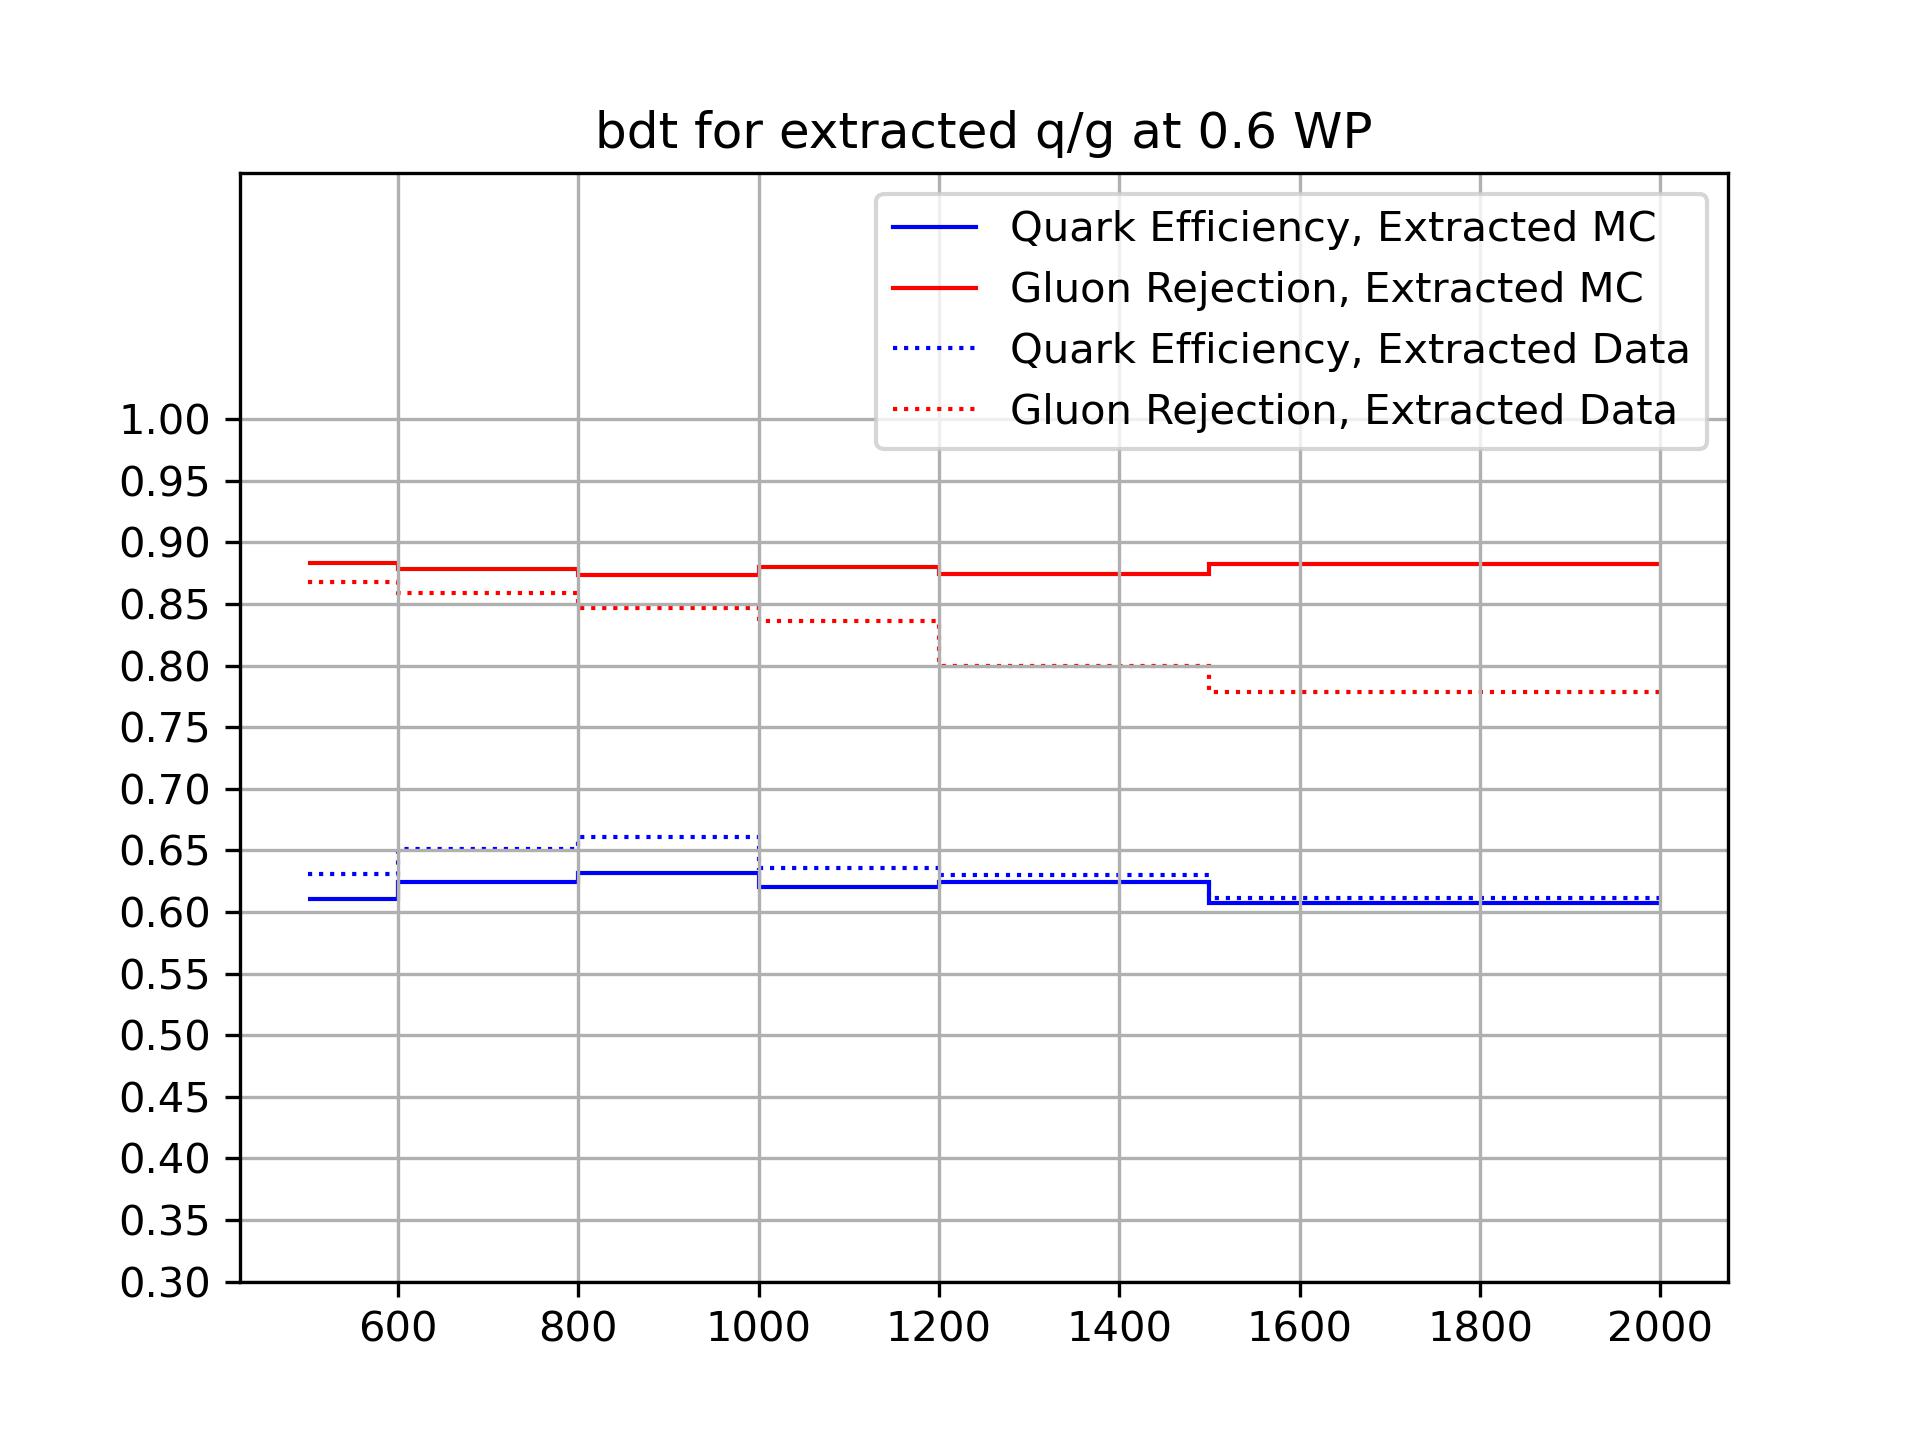 bdt for extracted q/g at 0.6 WP
Quark Efficiency, Extracted MC
Gluon Rejection, Extracted MC
Quark Efficiency, Extracted Data
Gluon Rejection, Extracted Data
1.00
0.95
0.90
0.85
0.80
0.75
0.70
0.65
0.60
0.55
0.50
0.45
0.40
0.35
0.30
600 800 1000 1200 1400 1600 1800 2000